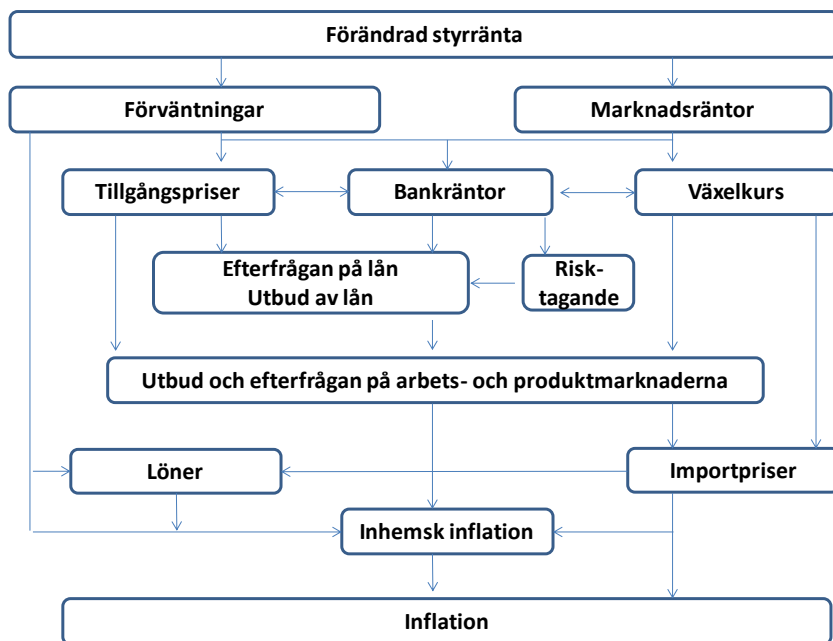 Förändrad styrränta
Förväntningar
Marknadsräntor
Tillgångspriser
Bankräntor
Växelkurs
Efterfrågan på lån
Utbud av lån
Risk-
tagande
Utbud och efterfrågan på arbets- och produktmarknaderna
Löner
Importpriser
Inhemsk inflation
Inflation